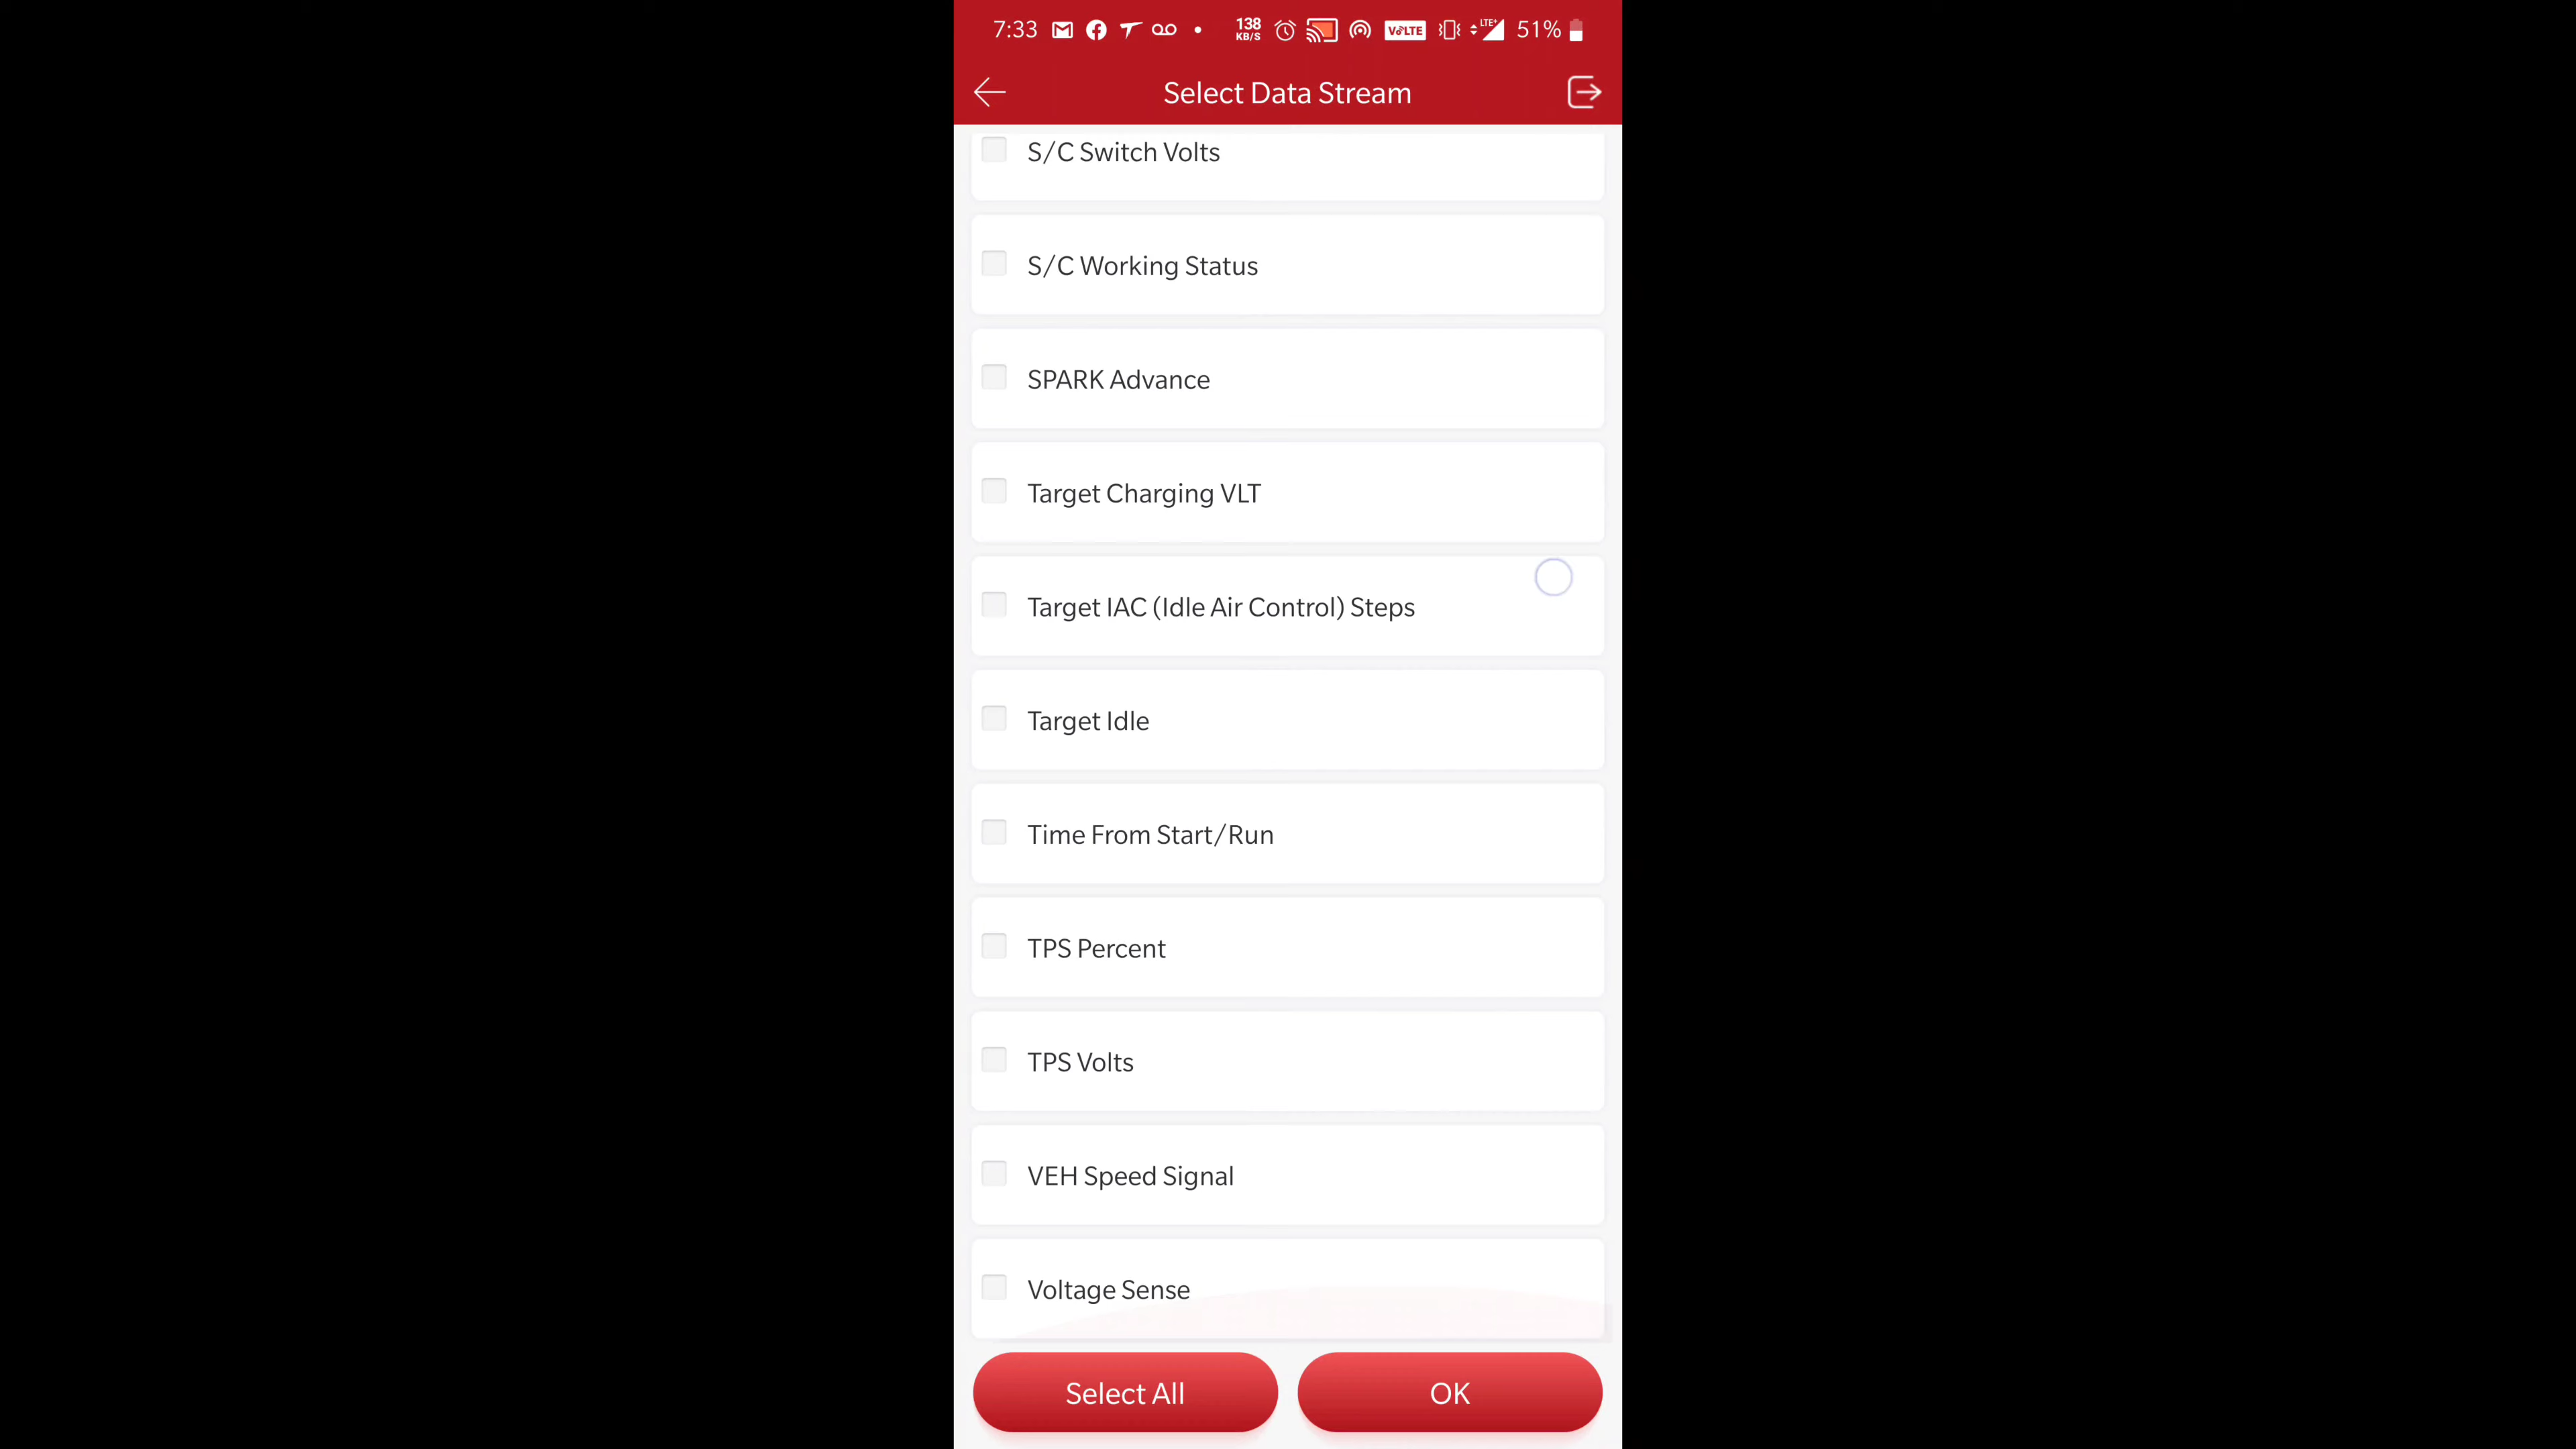 7:33 138 KB/S VoLTE LTE+ 51%
Select Data Stream
S/C Switch Volts
S/C Working Status
SPARK Advance
Target Charging VLT
Target IAC (Idle Air Control) Steps
Target Idle
Time From Start/Run
TPS Percent
TPS Volts
VEH Speed Signal
Voltage Sense
Select All OK